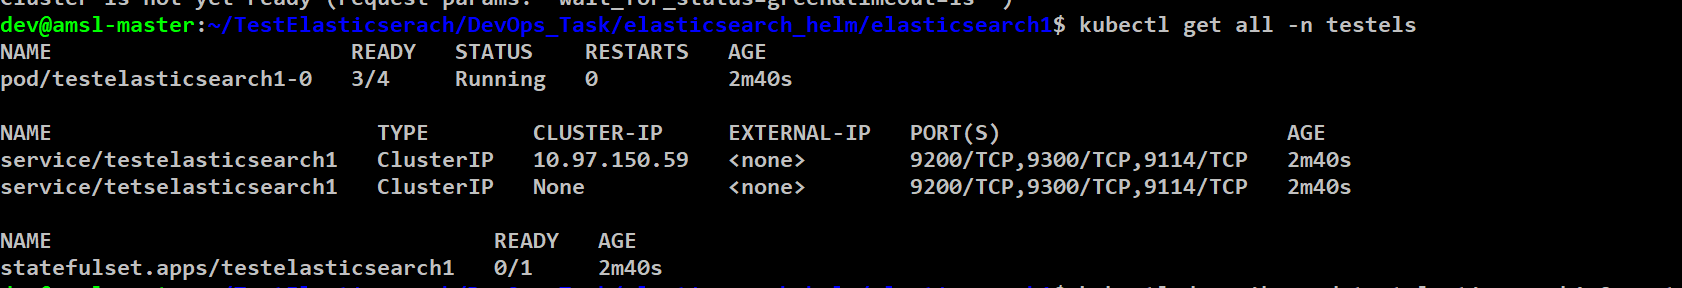 Cluster is not yet ready (request params: "wait_for_status=green&timeout=1s" )
dev@amsl-master:~/TestElasticserach/DevOps_Task/elasticsearch_helm/elasticsearch1$ kubectl get all -n testels
NAME READY STATUS RESTARTS AGE
pod/testelasticsearch1-0 3/4 Running 0 2m40s
NAME TYPE CLUSTER-IP EXTERNAL-IP PORT(S) AGE
service/testelasticsearch1 ClusterIP 10.97.150.59 <none> 9200/TCP,9300/TCP,9114/TCP 2m40s
service/tetselasticsearch1 ClusterIP None <none> 9200/TCP,9300/TCP,9114/TCP 2m40s
NAME READY AGE
statefulset.apps/testelasticsearch1 0/1 2m40s